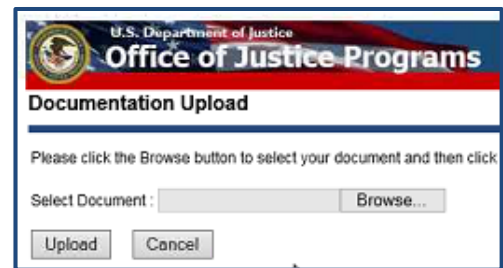 U.S. Department of Justice
Office of Justice Programs
Documentation Upload
Please click the Browse button to select your document and then click
Select Document : Browse...
Upload Cancel